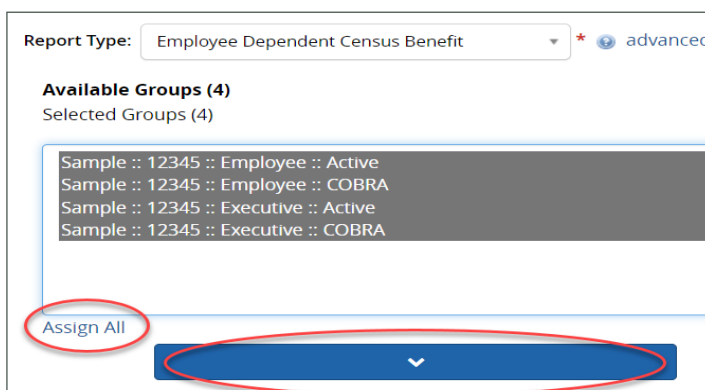 Report Type: Employee Dependent Census Benefit * advanced
Available Groups (4)
Selected Groups (4)
Sample :: 12345 :: Employee :: Active
Sample :: 12345 :: Employee :: COBRA
Sample :: 12345 :: Executive :: Active
Sample :: 12345 :: Executive :: COBRA
Assign All